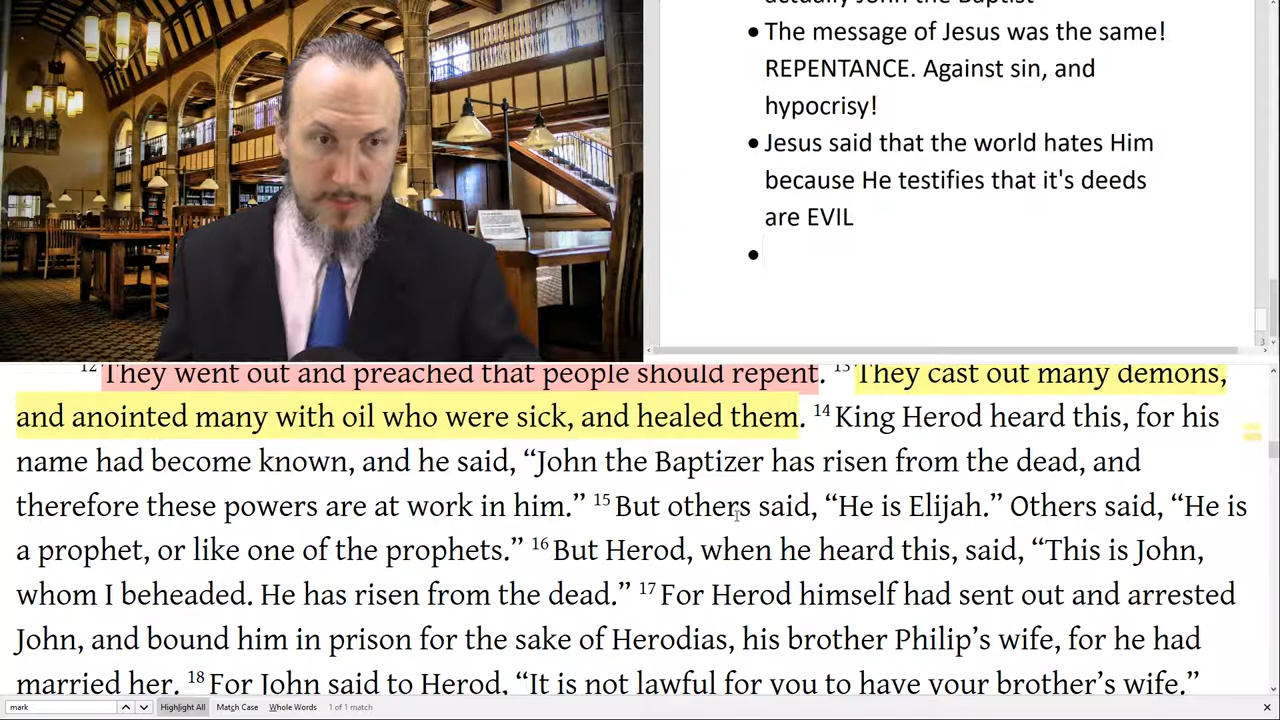 actually John the Baptist
• The message of Jesus was the same!
REPENTANCE. Against sin, and
hypocrisy!
• Jesus said that the world hates Him
because He testifies that it's deeds
are EVIL
•
12 They went out and preached that people should repent. 13 They cast out many demons,
and anointed many with oil who were sick, and healed them. 14 King Herod heard this, for his
name had become known, and he said, “John the Baptizer has risen from the dead, and
therefore these powers are at work in him.” 15 But others said, “He is Elijah.” Others said, “He is
a prophet, or like one of the prophets.” 16 But Herod, when he heard this, said, “This is John,
whom I beheaded. He has risen from the dead.” 17 For Herod himself had sent out and arrested
John, and bound him in prison for the sake of Herodias, his brother Philip’s wife, for he had
married her. 18 For John said to Herod, “It is not lawful for you to have your brother’s wife.”
mark Highlight All Match Case Whole Words 1 of 1 match